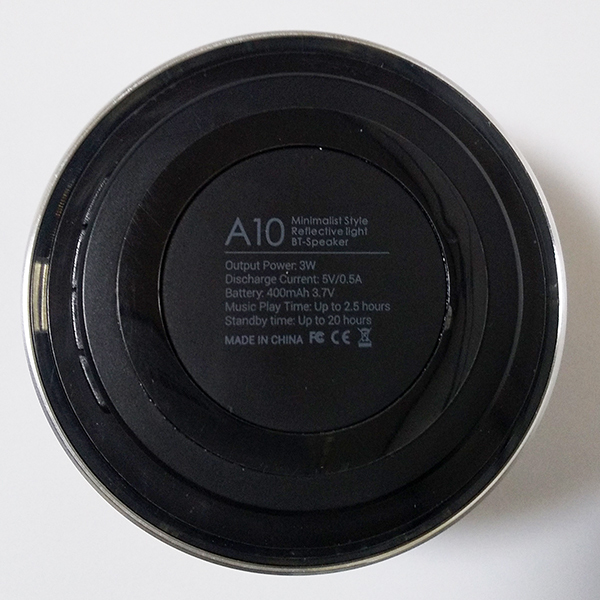 A10
Minimalist Style
Reflective light
BT-Speaker
Output Power: 3W
Discharge Current: 5V/0.5A
Battery: 400mAh 3.7V
Music Play Time: Up to 2.5 hours
Standby time: Up to 20 hours
MADE IN CHINA FC CE